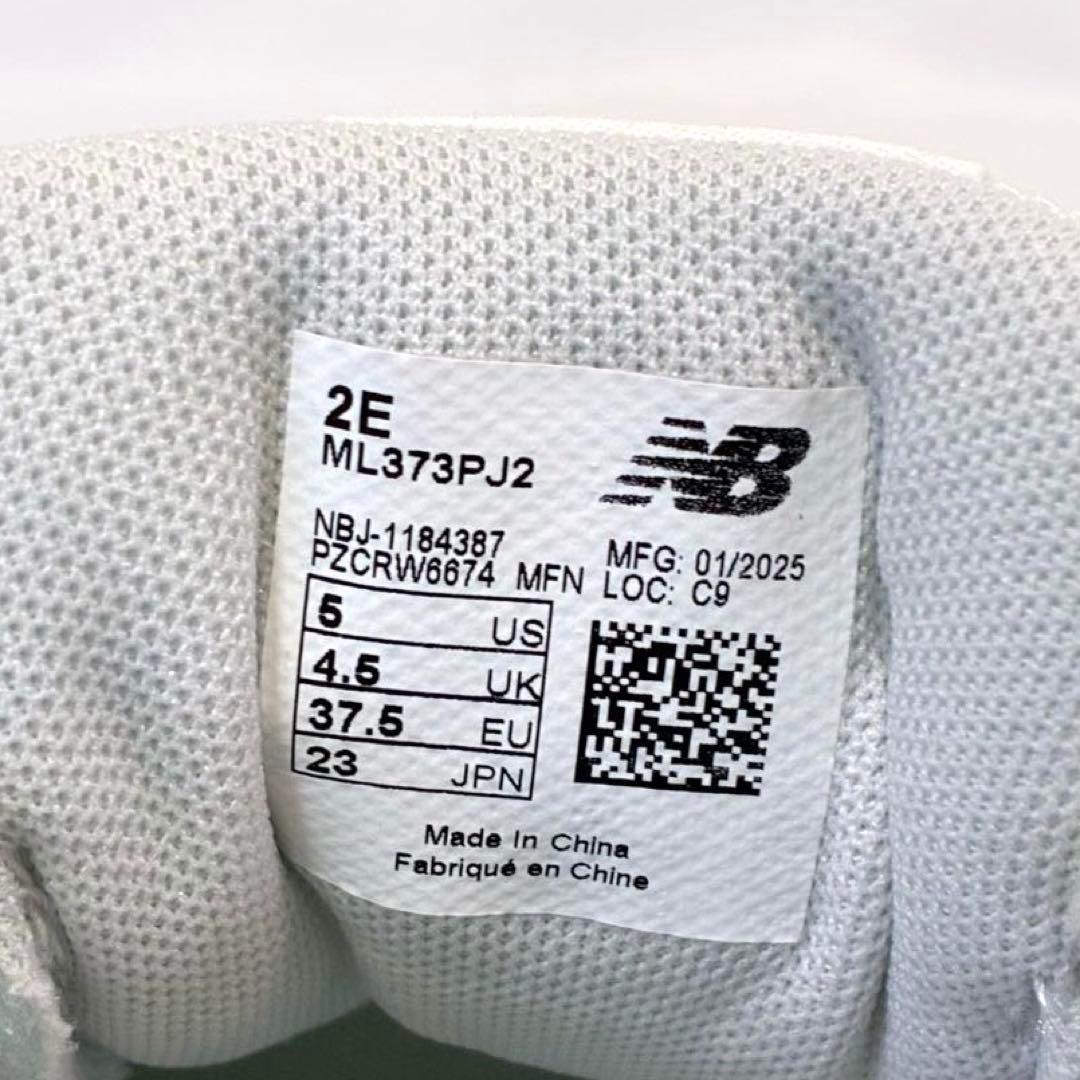 2E
ML373PJ2
NB
NBJ-1184387
PZCRW6674 MFN
MFG: 01/2025
LOC: C9
5 US
4.5 UK
37.5 EU
23 JPN
Made In China
Fabriqué en Chine